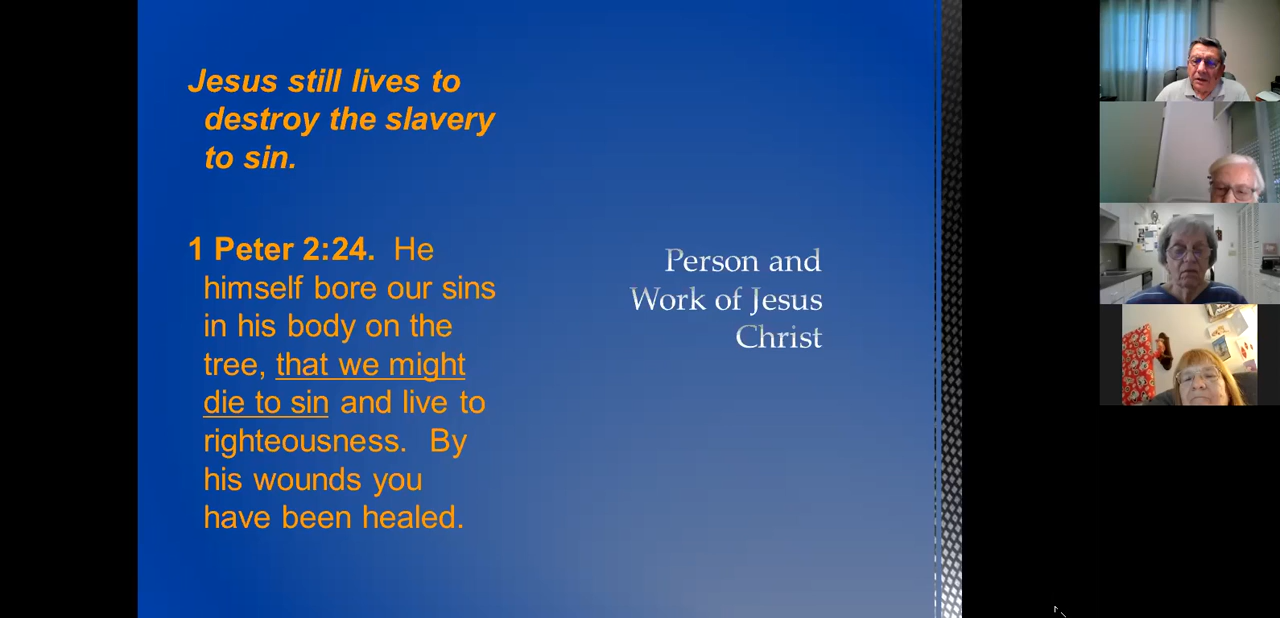 Jesus still lives to
destroy the slavery
to sin.
1 Peter 2:24.  He
himself bore our sins
in his body on the
tree, that we might
die to sin and live to
righteousness.  By
his wounds you
have been healed.
Person and
Work of Jesus
Christ